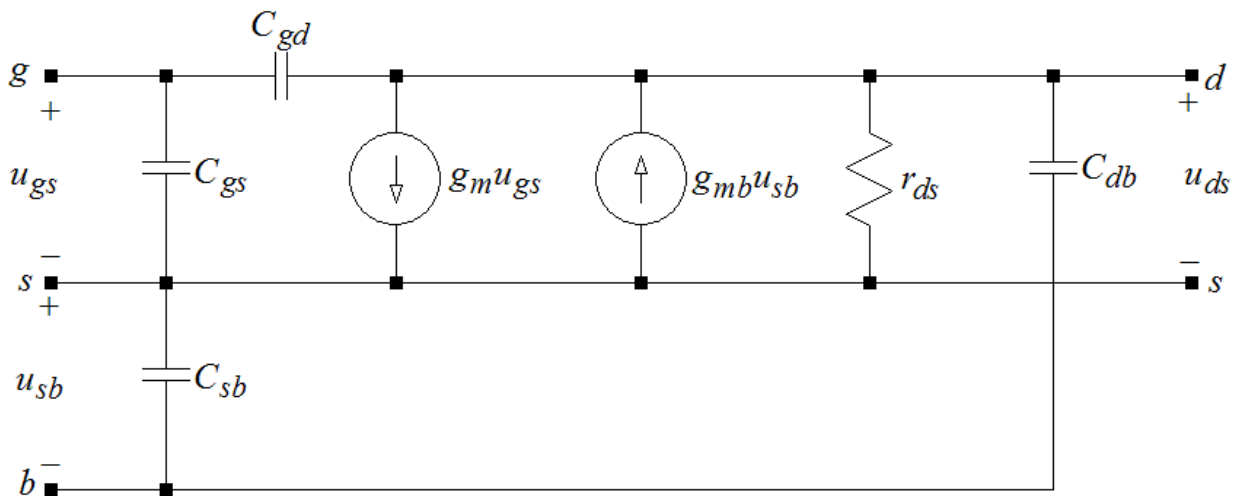 C_gd
g
d
+
+
u_gs
C_gs
g_m u_gs
g_mb u_sb
r_ds
C_db
u_ds
−
−
s
s
+
u_sb
C_sb
−
b